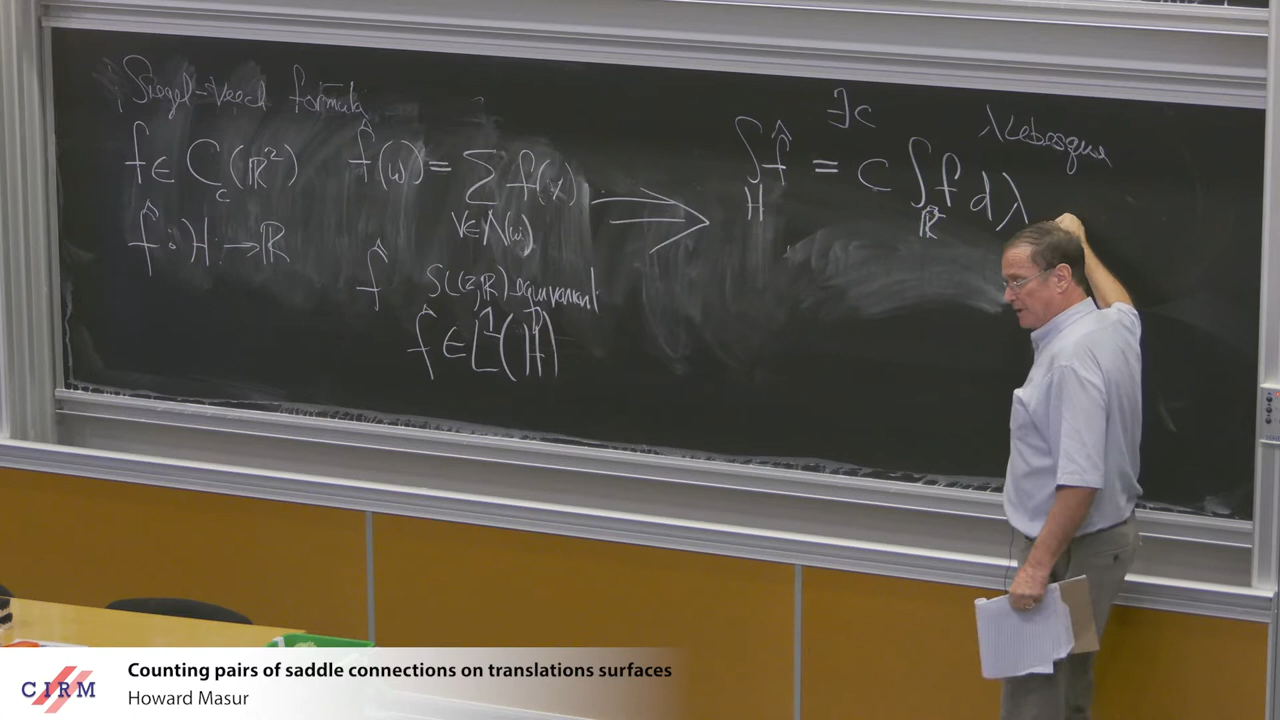 Siegel-Veech formula
f ∈ C_c(ℝ²) f̂(ω) = ∑ f(x)
V∈Λ(ω)
f̂ : H → ℝ
f̂ SL(2,ℝ)-equivariant
f̂ ∈ L¹(H)
⟹
∃c λ Lebesgue
∫_H f̂ = c ∫_ℝ² f dλ
CIRM
Counting pairs of saddle connections on translations surfaces
Howard Masur